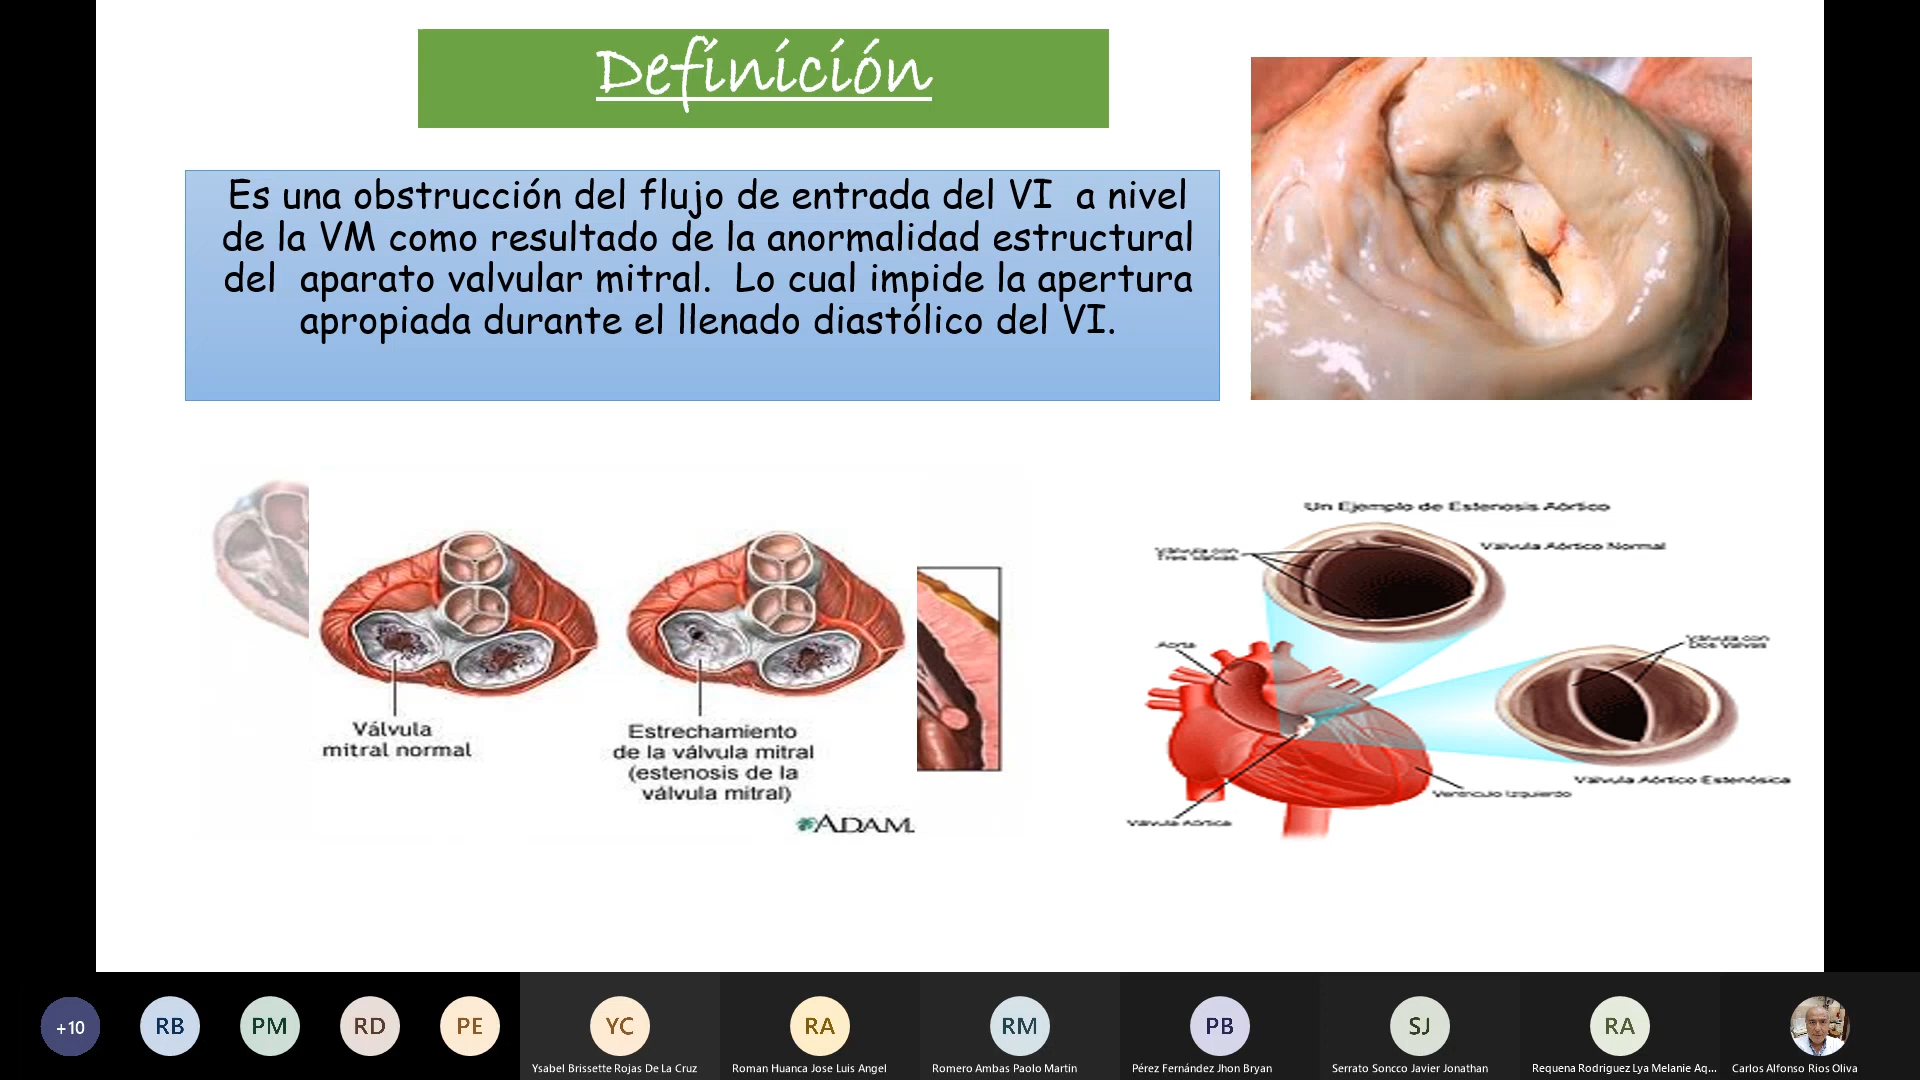 Definición
Es una obstrucción del flujo de entrada del VI a nivel
de la VM como resultado de la anormalidad estructural
del aparato valvular mitral. Lo cual impide la apertura
apropiada durante el llenado diastólico del VI.
Válvula
mitral normal
Estrechamiento
de la válvula mitral
(estenosis de la
válvula mitral)
ADAM.
Un Ejemplo de Estenosis Aórtico
Válvula con
Tres Valvas
Válvula Aórtico Normal
Aorta
Válvula con
Dos Valvas
Válvula Aórtico Estenósica
Ventriculo Izquierdo
Válvula Aórtica
+10
RB
PM
RD
PE
YC
RA
RM
PB
SJ
RA
Ysabel Brissette Rojas De La Cruz
Roman Huanca Jose Luis Angel
Romero Ambas Paolo Martin
Pérez Fernández Jhon Bryan
Serrato Soncco Javier Jonathan
Requena Rodriguez Lya Melanie Aq...
Carlos Alfonso Rios Oliva